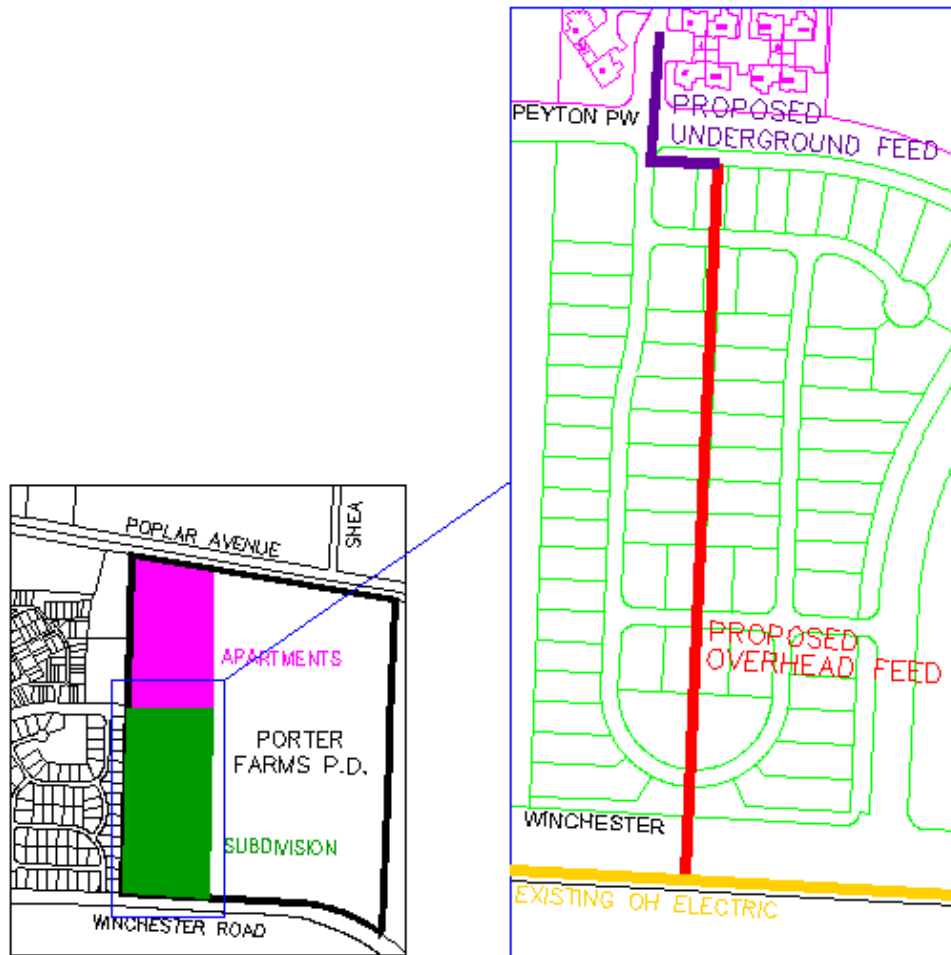 POPLAR AVENUE
SHEA
APARTMENTS
PORTER
FARMS P.D.
SUBDIVISION
WINCHESTER ROAD
PEYTON PW
PROPOSED
UNDERGROUND FEED
PROPOSED
OVERHEAD FEED
WINCHESTER
EXISTING OH ELECTRIC